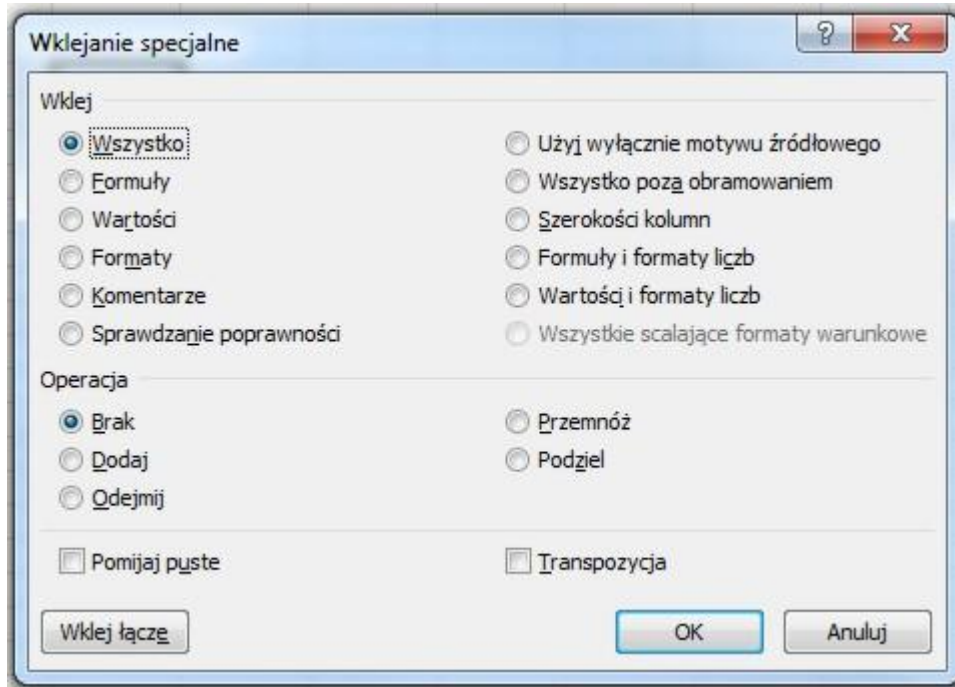 Wklejanie specjalne
Wklej
Wszystko
Użyj wyłącznie motywu źródłowego
Formuły
Wszystko poza obramowaniem
Wartości
Szerokości kolumn
Formaty
Formuły i formaty liczb
Komentarze
Wartości i formaty liczb
Sprawdzanie poprawności
Wszystkie scalające formaty warunkowe
Operacja
Brak
Przemnóż
Dodaj
Podziel
Odejmij
Pomijaj puste
Transpozycja
Wklej łącze
OK
Anuluj